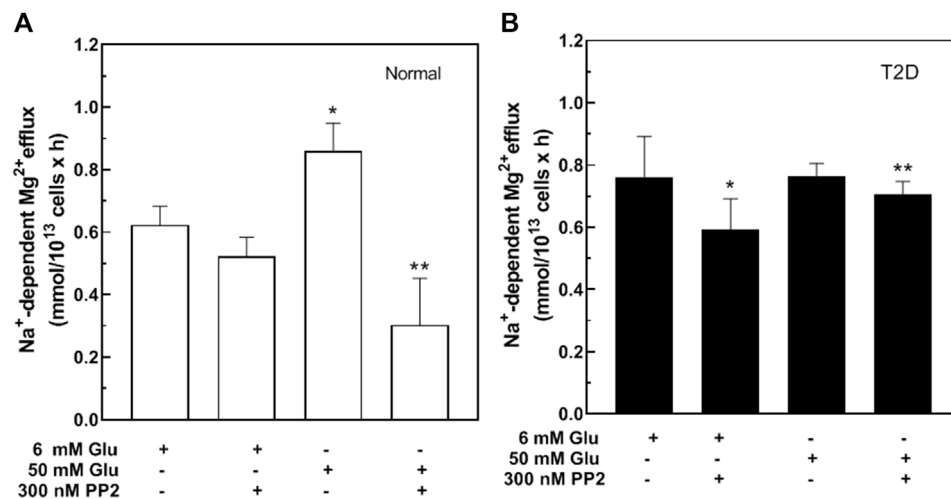 A
Normal
Na⁺-dependent Mg²⁺efflux
(mmol/10¹³ cells x h)
1.2
1.0
0.8
0.6
0.4
0.2
0.0
*
**
6 mM Glu + + - -
50 mM Glu - - + +
300 nM PP2 - + - +
B
T2D
Na⁺-dependent Mg²⁺efflux
(mmol/10¹³ cells x h)
1.2
1.0
0.8
0.6
0.4
0.2
0.0
*
**
6 mM Glu + + - -
50 mM Glu - - + +
300 nM PP2 - + - +